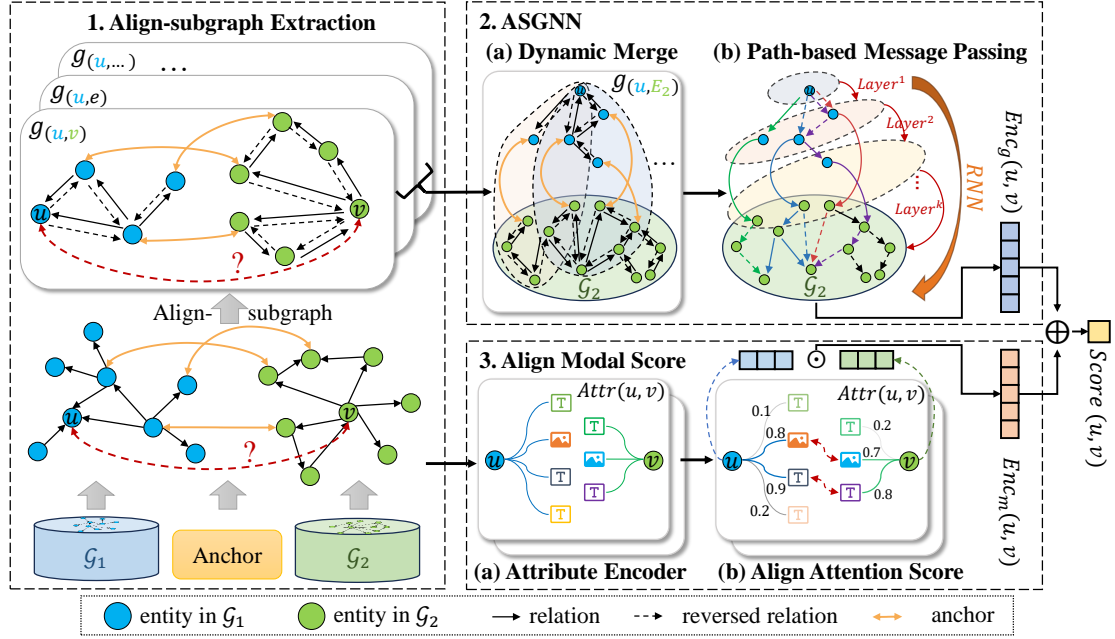 1. Align-subgraph Extraction
g(u,...) ...
g(u,e)
g(u,v)
u
v
?
Align- subgraph
u
v
?
𝒢1
Anchor
𝒢2
2. ASGNN
(a) Dynamic Merge
g(u,E2)
u
...
𝒢2
(b) Path-based Message Passing
u
Layer¹
Layer²
⋮
Layerᵏ
RNN
𝒢2
Encg(u, v)
3. Align Modal Score
Attr(u, v)
T
T
T
T
T
T
u
v
(a) Attribute Encoder
Attr(u, v)
T
T
T
T
T
0.1
0.8
0.9
0.2
0.2
0.7
0.8
u
v
(b) Align Attention Score
Encm(u, v)
Score (u, v)
entity in 𝒢1
entity in 𝒢2
relation
reversed relation
anchor